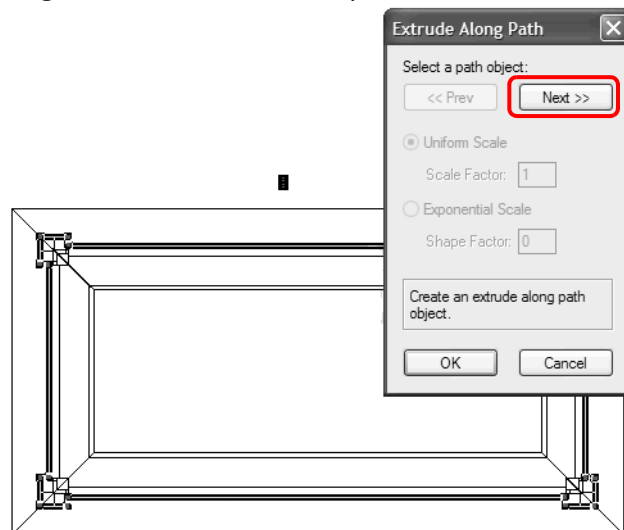 Extrude Along Path
Select a path object:
<< Prev
Next >>
Uniform Scale
Scale Factor: 1
Exponential Scale
Shape Factor: 0
Create an extrude along path
object.
OK
Cancel